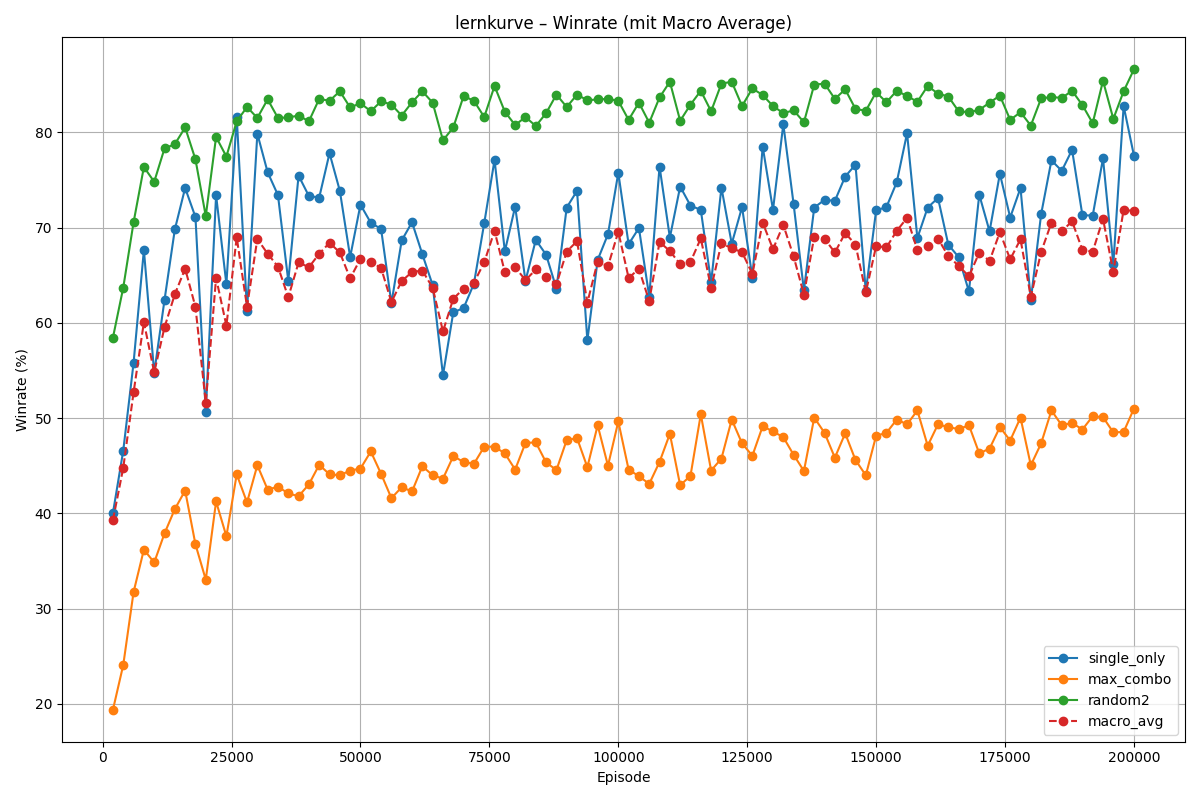 lernkurve – Winrate (mit Macro Average)
Winrate (%)
80
70
60
50
40
30
20
0
25000
50000
75000
100000
125000
150000
175000
200000
Episode
single_only
max_combo
random2
macro_avg